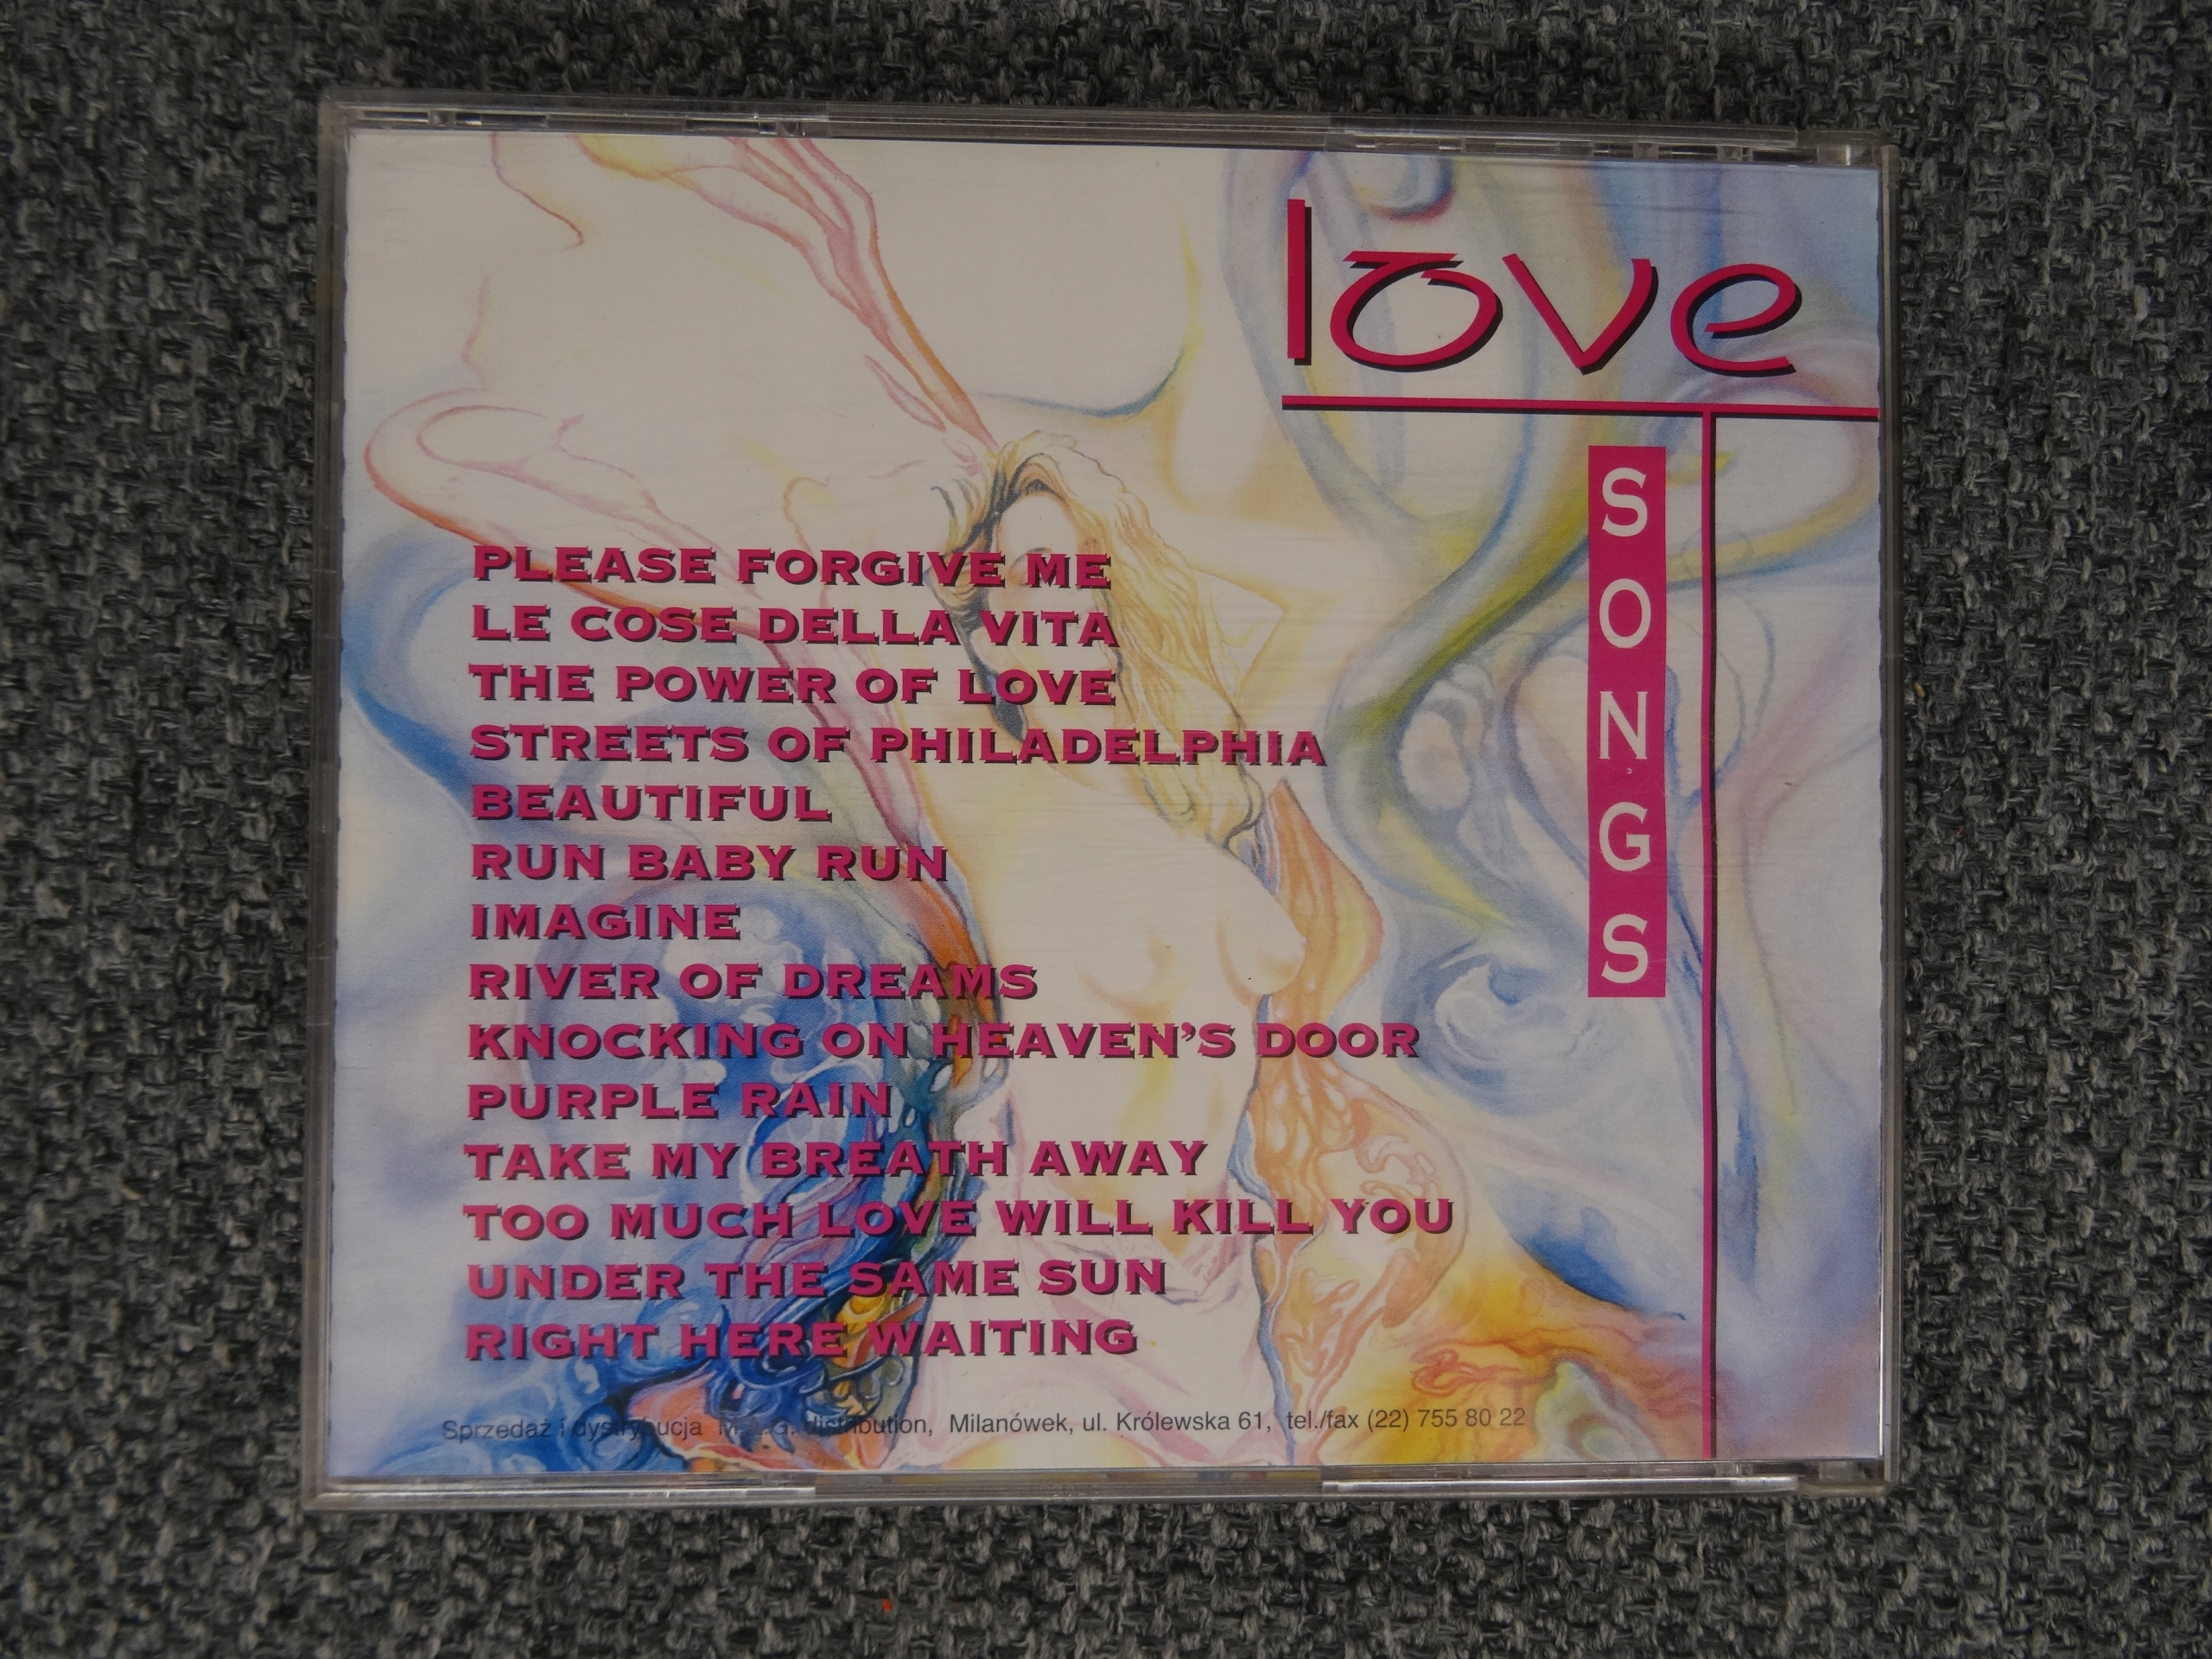 love
SONGS
PLEASE FORGIVE ME
LE COSE DELLA VITA
THE POWER OF LOVE
STREETS OF PHILADELPHIA
BEAUTIFUL
RUN BABY RUN
IMAGINE
RIVER OF DREAMS
KNOCKING ON HEAVEN'S DOOR
PURPLE RAIN
TAKE MY BREATH AWAY
TOO MUCH LOVE WILL KILL YOU
UNDER THE SAME SUN
RIGHT HERE WAITING
Sprzedaż i dystrybucja distribution, Milanówek, ul. Królewska 61, tel./fax (22) 755 80 22